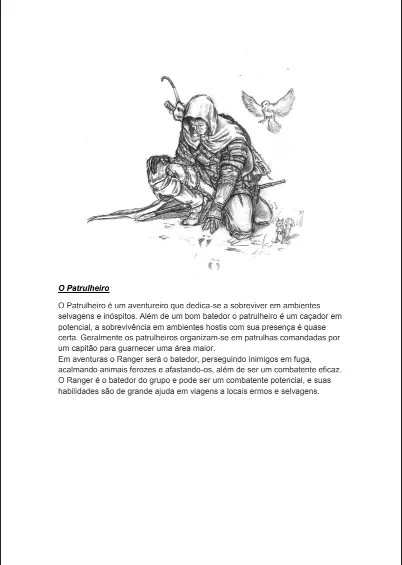 O Patrulheiro
O Patrulheiro é um aventureiro que dedica-se a sobreviver em ambientes
selvagens e inóspitos. Além de um bom batedor o patrulheiro é um caçador em
potencial, a sobrevivência em ambientes hostis com sua presença é quase
certa. Geralmente os patrulheiros organizam-se em patrulhas comandadas por
um capitão para guarnecer uma área maior.
Em aventuras o Ranger será o batedor, perseguindo inimigos em fuga,
acalmando animais ferozes e afastando-os, além de ser um combatente eficaz.
O Ranger é o batedor do grupo e pode ser um combatente potencial, e suas
habilidades são de grande ajuda em viagens a locais ermos e selvagens.